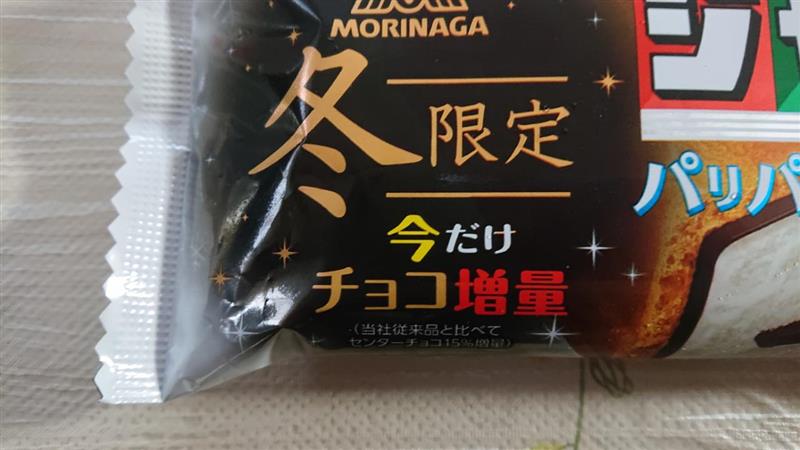 MORINAGA
冬 限定
今だけ
チョコ増量
(当社従来品と比べて
センターチョコ15%増量)
パリパ